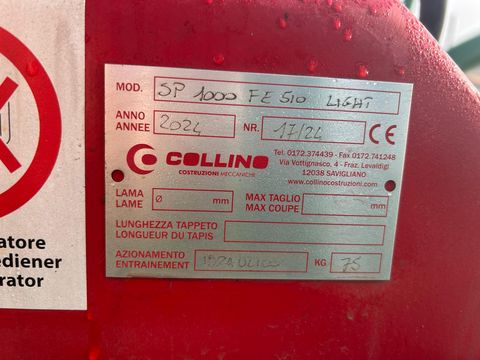 MOD. SP 1000 FE 510 LIGHT
ANNO
ANNEE 2024 NR. 17/24 CE
COLLINO
COSTRUZIONI MECCANICHE
Tel. 0172.374439 - Fax 0172.741248
Via Vottignasco, 4 - Fraz. Levaldigi
12038 SAVIGLIANO
www.collinocostruzioni.com
LAMA
LAME Ø mm
MAX TAGLIO
MAX COUPE mm
LUNGHEZZA TAPPETO
LONGUEUR DU TAPIS
AZIONAMENTO
ENTRAINEMENT KG 75
atore
ediener
rator